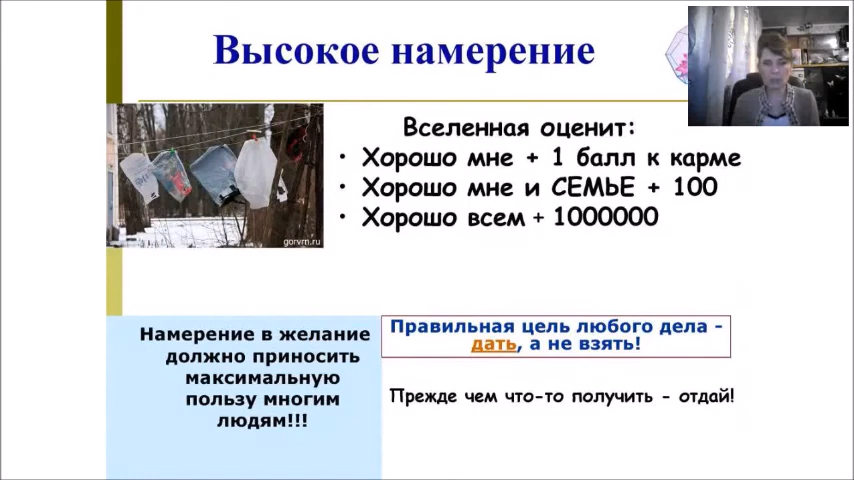 Высокое намерение
Вселенная оценит:
• Хорошо мне + 1 балл к карме
• Хорошо мне и СЕМЬЕ + 100
• Хорошо всем + 1000000
gorvrn.ru
Намерение в желание
должно приносить
максимальную
пользу многим
людям!!!
Правильная цель любого дела -
дать, а не взять!
Прежде чем что-то получить - отдай!